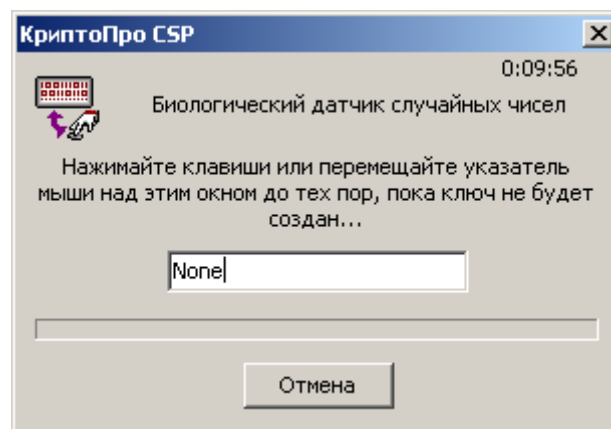 КриптоПро CSP
0:09:56
Биологический датчик случайных чисел
Нажимайте клавиши или перемещайте указатель
мыши над этим окном до тех пор, пока ключ не будет
создан...
None
Отмена